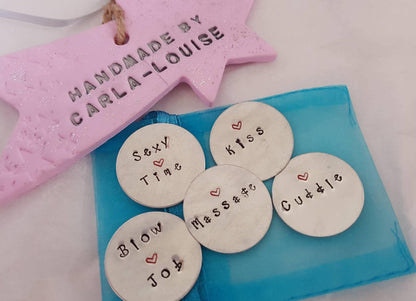 HANDMADE BY
CARLA-LOUISE
Sexy
Time
Kiss
Massage
Cuddle
Blow
Job